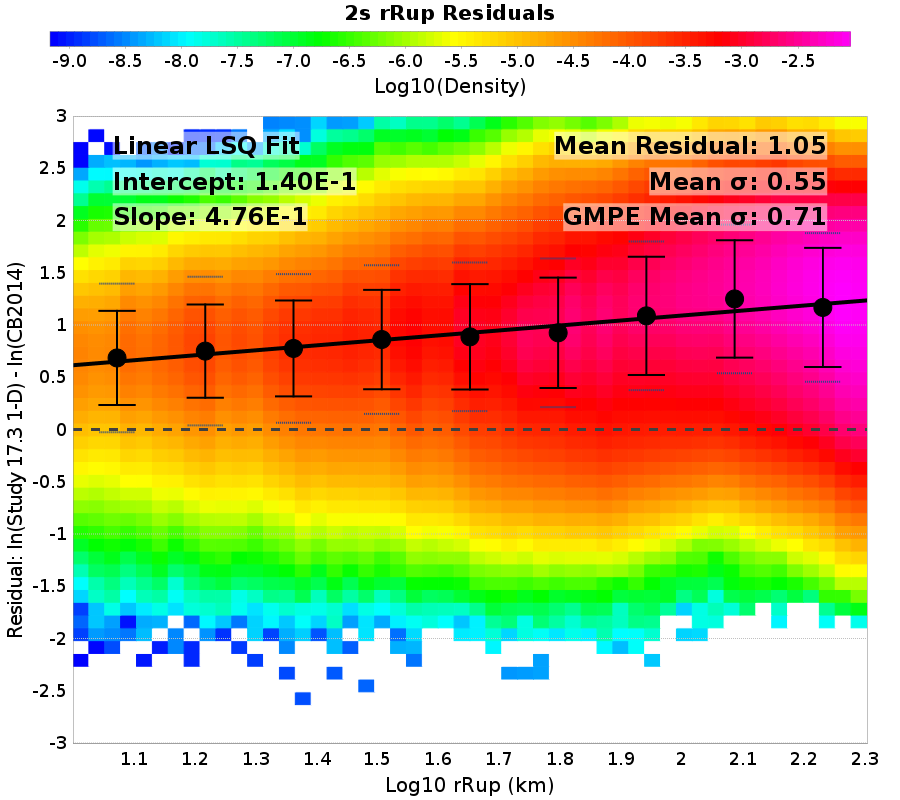 2s rRup Residuals
-9.0 -8.5 -8.0 -7.5 -7.0 -6.5 -6.0 -5.5 -5.0 -4.5 -4.0 -3.5 -3.0 -2.5
Log10(Density)
Linear LSQ Fit
Intercept: 1.40E-1
Slope: 4.76E-1
Mean Residual: 1.05
Mean σ: 0.55
GMPE Mean σ: 0.71
Residual: ln(Study 17.3 1-D) - ln(CB2014)
3
2.5
2
1.5
1
0.5
0
-0.5
-1
-1.5
-2
-2.5
-3
1.1 1.2 1.3 1.4 1.5 1.6 1.7 1.8 1.9 2 2.1 2.2 2.3
Log10 rRup (km)